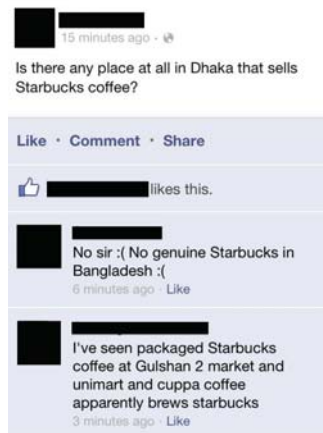 15 minutes ago ·
Is there any place at all in Dhaka that sells
Starbucks coffee?
Like · Comment · Share
likes this.
No sir :( No genuine Starbucks in
Bangladesh :(
6 minutes ago · Like
I've seen packaged Starbucks
coffee at Gulshan 2 market and
unimart and cuppa coffee
apparently brews starbucks
3 minutes ago · Like